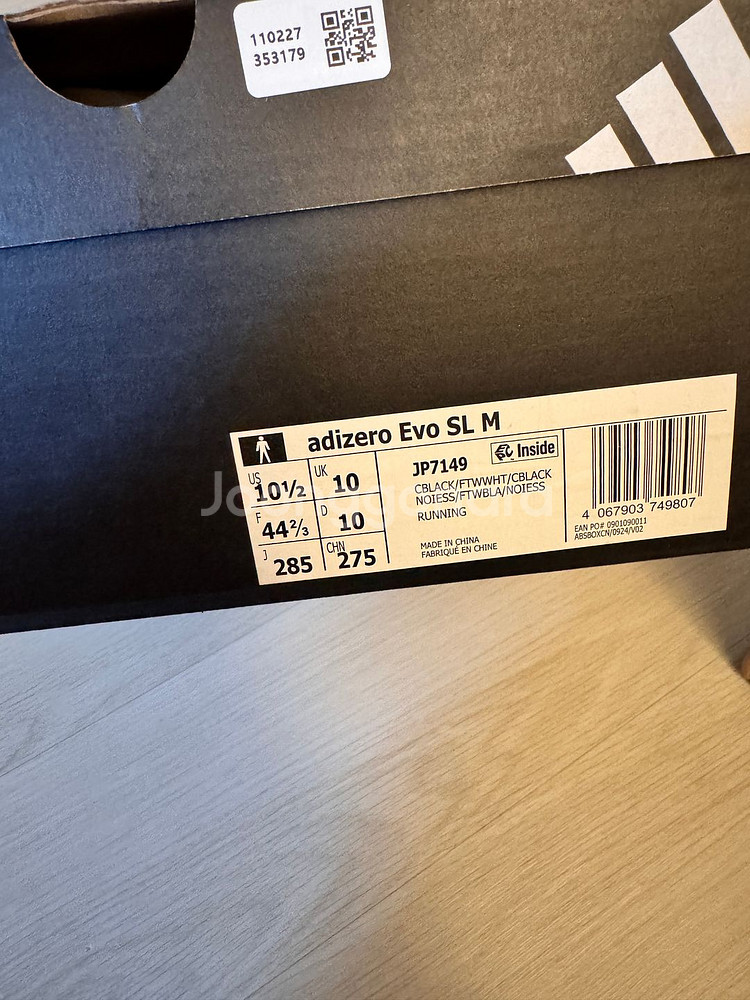 110227
353179
adizero Evo SL M
US
10½
UK
10
F
44⅔
D
10
J
285
CHN
275
JP7149
Inside
CBLACK/FTWWHT/CBLACK
NOIESS/FTWBLA/NOIESS
RUNNING
MADE IN CHINA
FABRIQUÉ EN CHINE
4 067903 749807
EAN PO# 0901090011
ABSBOXCN/0924/V02
Joonggonara